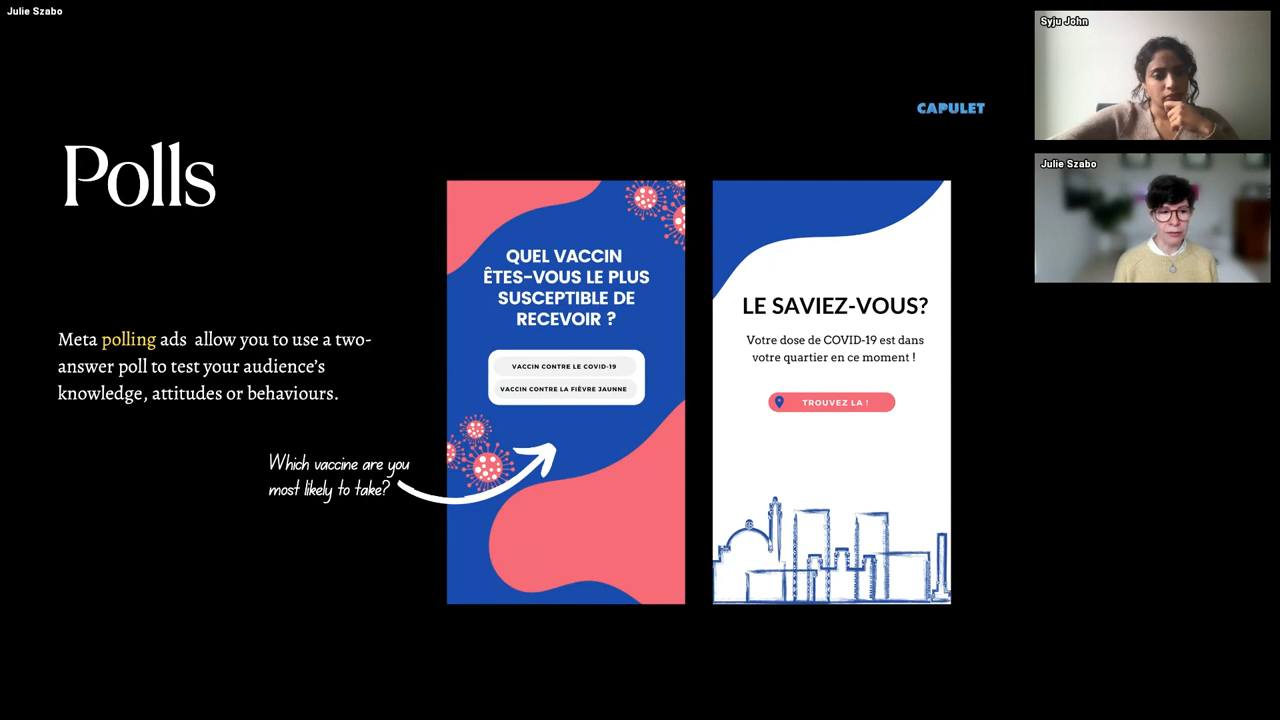 Julie Szabo
Syju John
CAPULET
Julie Szabo
Polls
Meta polling ads allow you to use a two-
answer poll to test your audience's
knowledge, attitudes or behaviours.
Which vaccine are you
most likely to take?
QUEL VACCIN
ÊTES-VOUS LE PLUS
SUSCEPTIBLE DE
RECEVOIR ?
VACCIN CONTRE LE COVID-19
VACCIN CONTRE LA FIÈVRE JAUNNE
LE SAVIEZ-VOUS?
Votre dose de COVID-19 est dans
votre quartier en ce moment !
TROUVEZ LA !